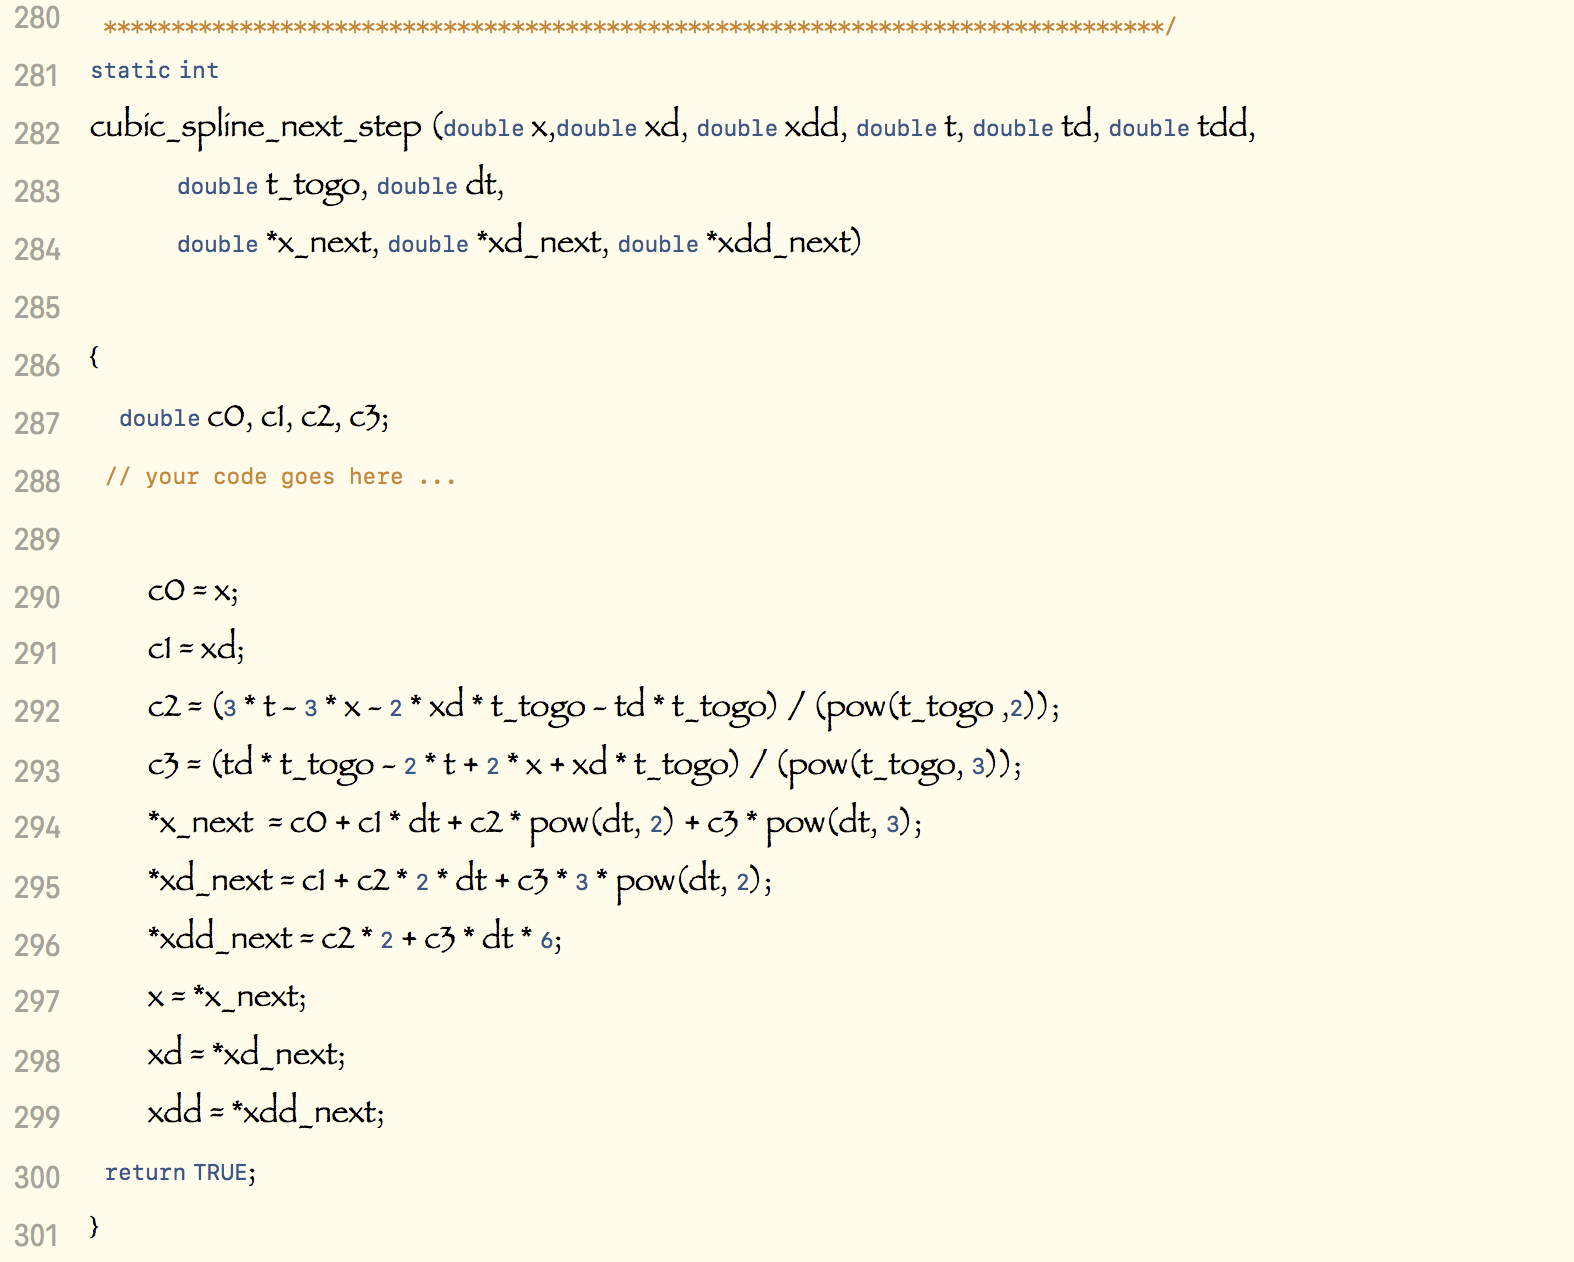 280 *******************************************************************************/
281 static int
282 cubic_spline_next_step (double x,double xd, double xdd, double t, double td, double tdd,
283 double t_togo, double dt,
284 double *x_next, double *xd_next, double *xdd_next)
285
286 {
287 double c0, c1, c2, c3;
288 // your code goes here ...
289
290 c0 = x;
291 c1 = xd;
292 c2 = (3 * t - 3 * x - 2 * xd * t_togo - td * t_togo) / (pow(t_togo ,2));
293 c3 = (td * t_togo - 2 * t + 2 * x + xd * t_togo) / (pow(t_togo, 3));
294 *x_next = c0 + c1 * dt + c2 * pow(dt, 2) + c3 * pow(dt, 3);
295 *xd_next = c1 + c2 * 2 * dt + c3 * 3 * pow(dt, 2);
296 *xdd_next = c2 * 2 + c3 * dt * 6;
297 x = *x_next;
298 xd = *xd_next;
299 xdd = *xdd_next;
300 return TRUE;
301 }